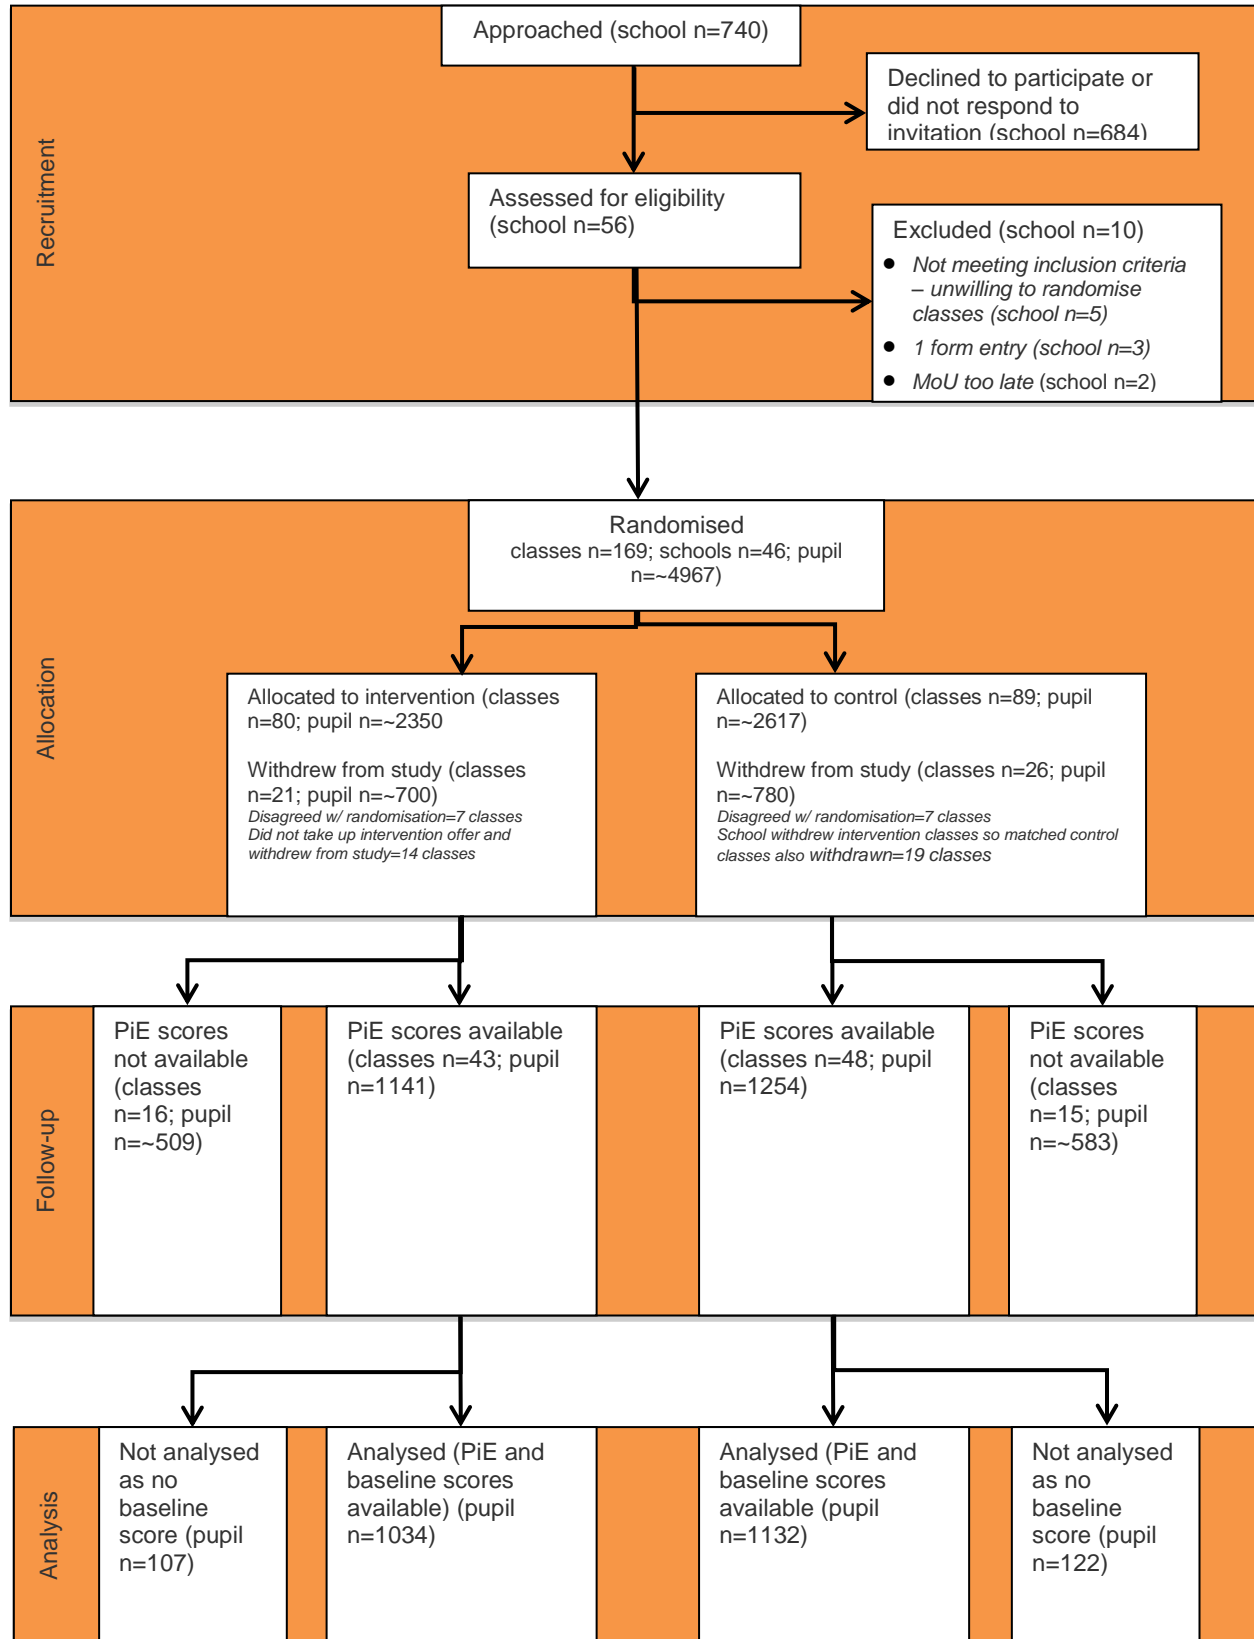 Recruitment
Approached (school n=740)
Declined to participate or
did not respond to
invitation (school n=684)
Assessed for eligibility
(school n=56)
Excluded (school n=10)
● Not meeting inclusion criteria
– unwilling to randomise
classes (school n=5)
● 1 form entry (school n=3)
● MoU too late (school n=2)
Allocation
Randomised
classes n=169; schools n=46; pupil
n=~4967)
Allocated to intervention (classes
n=80; pupil n=~2350
Withdrew from study (classes
n=21; pupil n=~700)
Disagreed w/ randomisation=7 classes
Did not take up intervention offer and
withdrew from study=14 classes
Allocated to control (classes n=89; pupil
n=~2617)
Withdrew from study (classes n=26; pupil
n=~780)
Disagreed w/ randomisation=7 classes
School withdrew intervention classes so matched control
classes also withdrawn=19 classes
Follow-up
PiE scores
not available
(classes
n=16; pupil
n=~509)
PiE scores available
(classes n=43; pupil
n=1141)
PiE scores available
(classes n=48; pupil
n=1254)
PiE scores
not available
(classes
n=15; pupil
n=~583)
Analysis
Not analysed
as no
baseline
score (pupil
n=107)
Analysed (PiE and
baseline scores
available) (pupil
n=1034)
Analysed (PiE and
baseline scores
available (pupil
n=1132)
Not analysed
as no
baseline
score (pupil
n=122)